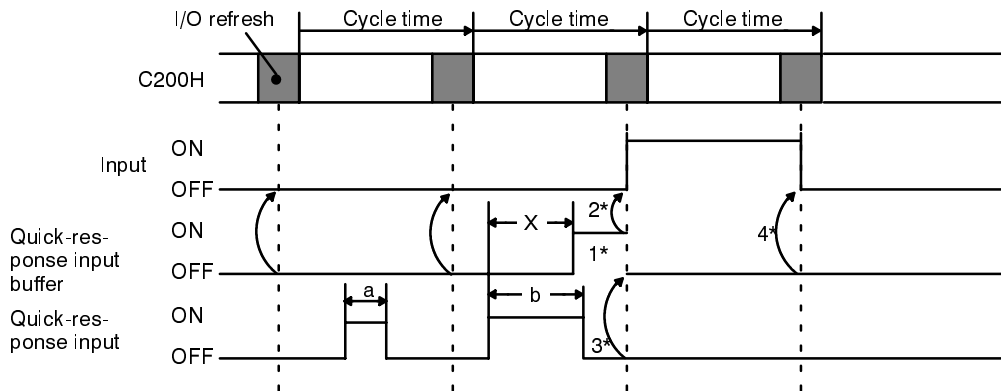 I/O refresh
Cycle time
Cycle time
Cycle time
C200H
Input
ON
OFF
Quick-res-
ponse input
buffer
ON
OFF
X
2*
1*
4*
Quick-res-
ponse input
ON
OFF
a
b
3*